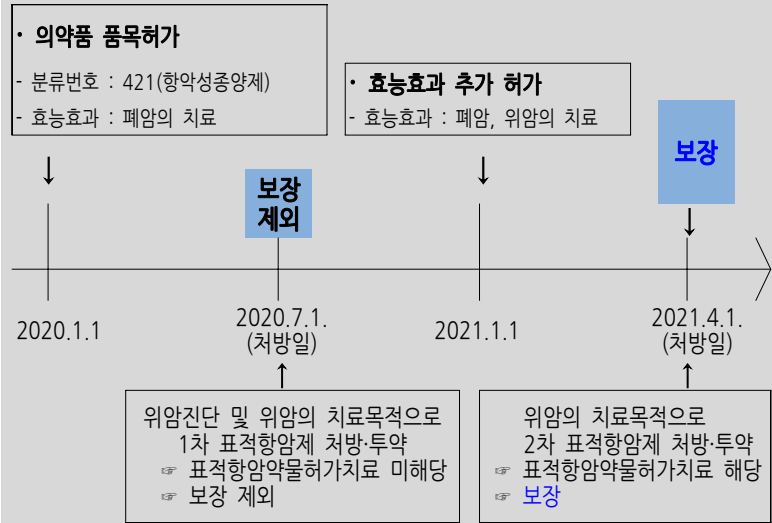 · 의약품 품목허가
- 분류번호 : 421(항악성종양제)
- 효능효과 : 폐암의 치료
· 효능효과 추가 허가
- 효능효과 : 폐암, 위암의 치료
보장
제외
보장
2020.1.1
2020.7.1.
(처방일)
2021.1.1
2021.4.1.
(처방일)
위암진단 및 위암의 치료목적으로
1차 표적항암제 처방·투약
☞ 표적항암약물허가치료 미해당
☞ 보장 제외
위암의 치료목적으로
2차 표적항암제 처방·투약
☞ 표적항암약물허가치료 해당
☞ 보장